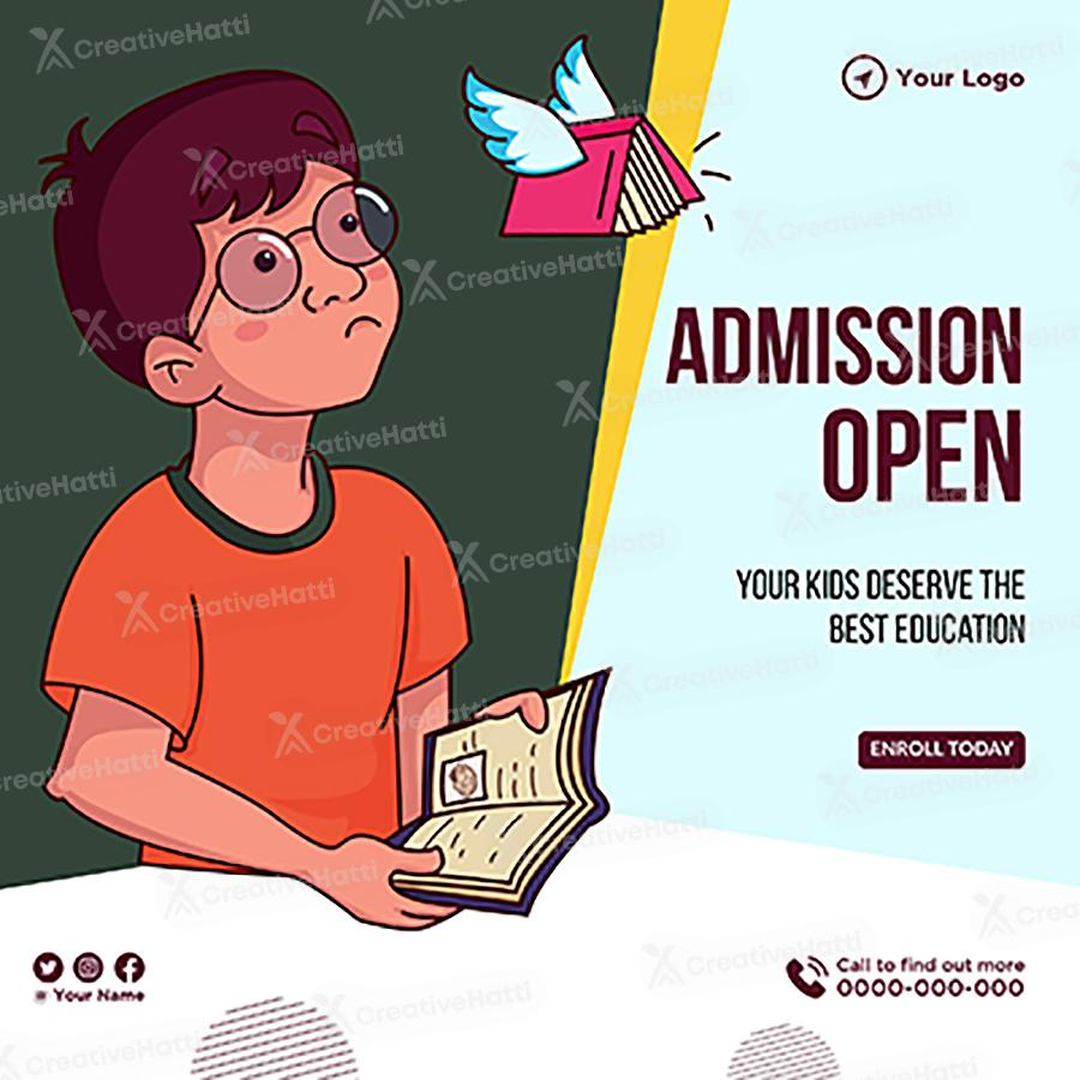 CreativeHatti
Your Logo
ADMISSION
OPEN
YOUR KIDS DESERVE THE
BEST EDUCATION
ENROLL TODAY
@ Your Name
Call to find out more
0000-000-000